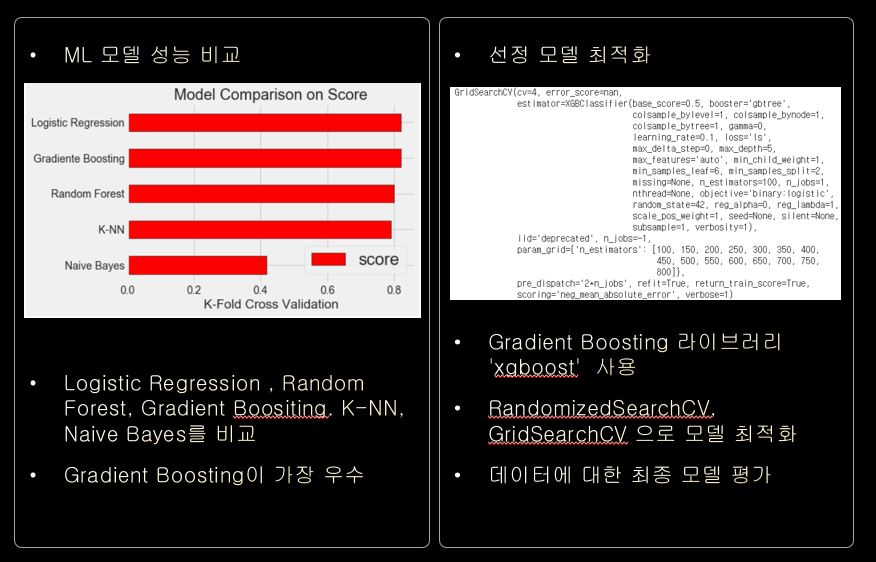 • ML 모델 성능 비교
Model Comparison on Score
Logistic Regression
Gradiente Boosting
Random Forest
K-NN
Naive Bayes
score
0.0 0.2 0.4 0.6 0.8
K-Fold Cross Validation
• Logistic Regression , Random
Forest, Gradient Boositing. K-NN,
Naive Bayes를 비교
• Gradient Boosting이 가장 우수
• 선정 모델 최적화
GridSearchCV(cv=4, error_score=nan,
estimator=XGBClassifier(base_score=0.5, booster='gbtree',
colsample_bylevel=1, colsample_bynode=1,
colsample_bytree=1, gamma=0,
learning_rate=0.1, loss='ls',
max_delta_step=0, max_depth=5,
max_features='auto', min_child_weight=1,
min_samples_leaf=6, min_samples_split=2,
missing=None, n_estimators=100, n_jobs=1,
nthread=None, objective='binary:logistic',
random_state=42, reg_alpha=0, reg_lambda=1,
scale_pos_weight=1, seed=None, silent=None,
subsample=1, verbosity=1),
iid='deprecated', n_jobs=-1,
param_grid={'n_estimators': [100, 150, 200, 250, 300, 350, 400,
450, 500, 550, 600, 650, 700, 750,
800]},
pre_dispatch='2*n_jobs', refit=True, return_train_score=True,
scoring='neg_mean_absolute_error', verbose=1)
• Gradient Boosting 라이브러리
'xgboost' 사용
• RandomizedSearchCV,
GridSearchCV 으로 모델 최적화
• 데이터에 대한 최종 모델 평가